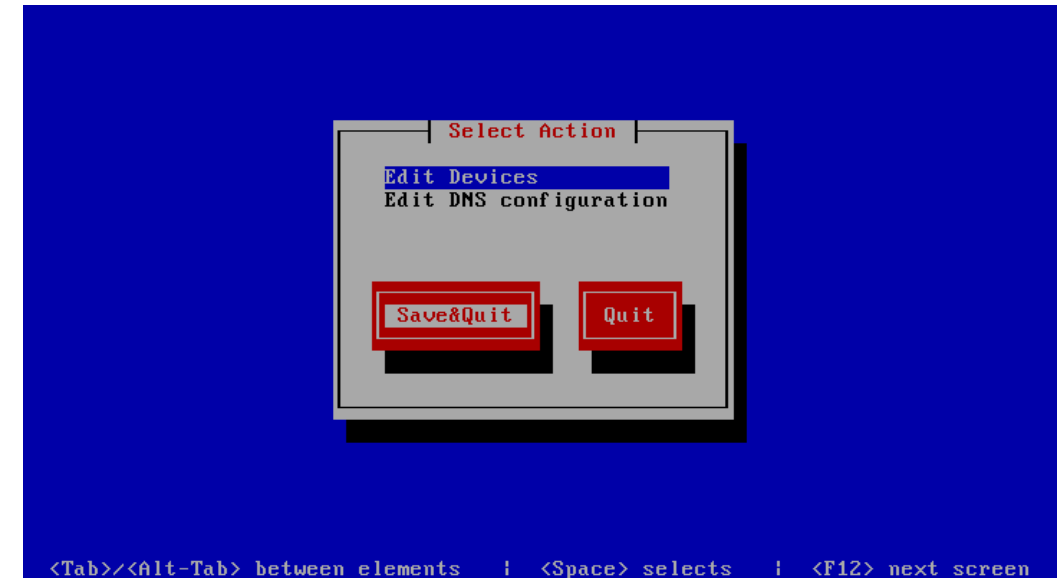 Select Action
Edit Devices
Edit DNS configuration
Save&Quit Quit
<Tab>/<Alt-Tab> between elements | <Space> selects | <F12> next screen